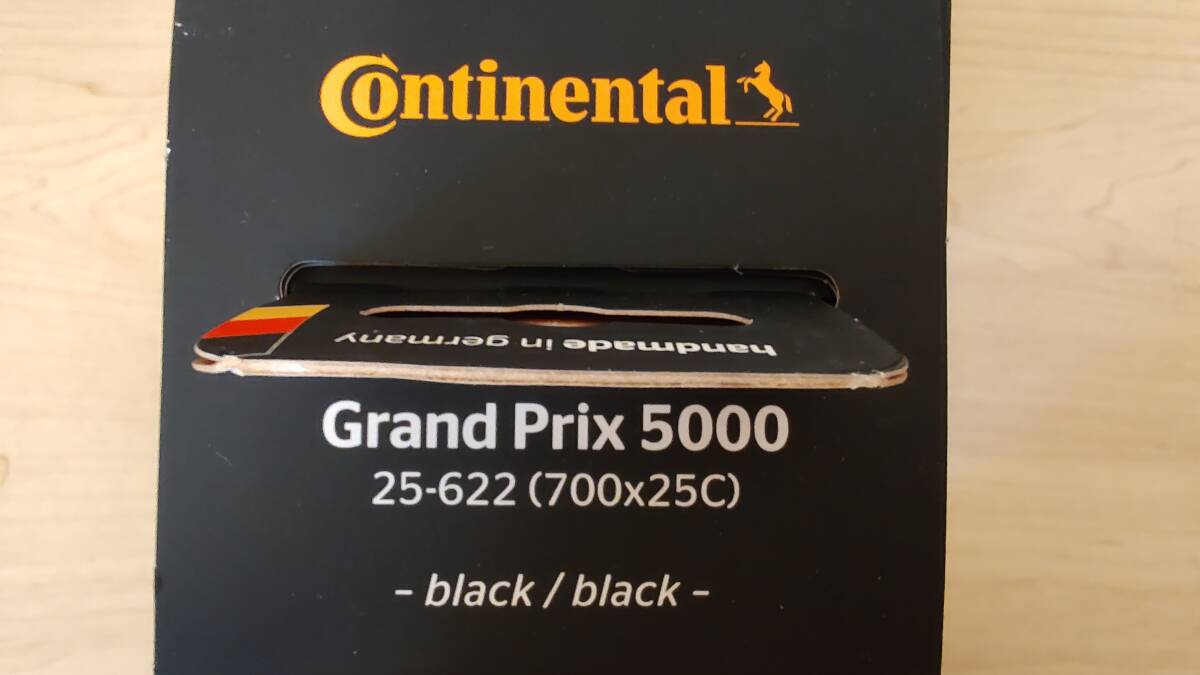 Continental
handmade in germany
Grand Prix 5000
25-622 (700x25C)
- black / black -